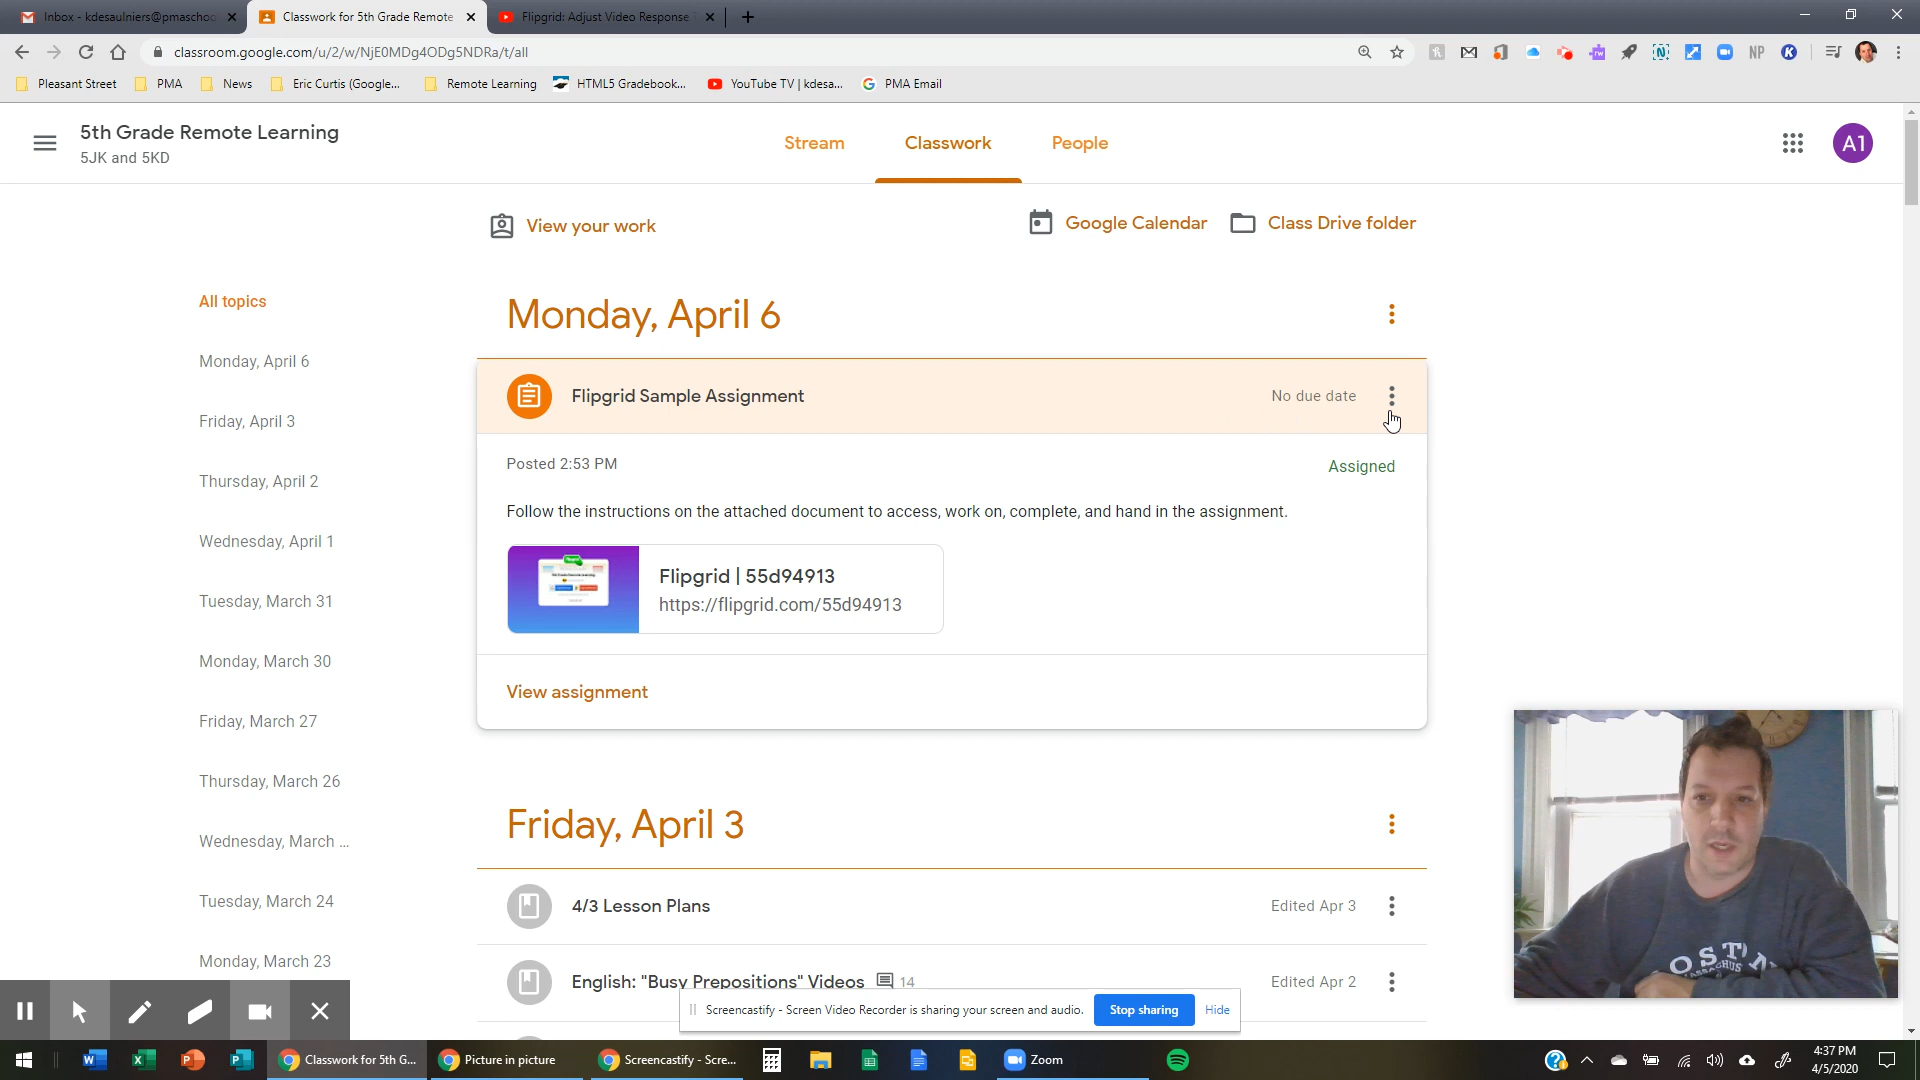 Inbox - kdesaulniers@pmaschoo
Classwork for 5th Grade Remote
Flipgrid: Adjust Video Response T
classroom.google.com/u/2/w/NjE0MDg4ODg5NDRa/t/all
Pleasant Street
PMA
News
Eric Curtis (Google...
Remote Learning
HTML5 Gradebook...
YouTube TV | kdesa...
PMA Email
5th Grade Remote Learning
5JK and 5KD
Stream
Classwork
People
A1
View your work
Google Calendar
Class Drive folder
All topics
Monday, April 6
Friday, April 3
Thursday, April 2
Wednesday, April 1
Tuesday, March 31
Monday, March 30
Friday, March 27
Thursday, March 26
Wednesday, March ...
Tuesday, March 24
Monday, March 23
Monday, April 6
Flipgrid Sample Assignment
No due date
Posted 2:53 PM
Assigned
Follow the instructions on the attached document to access, work on, complete, and hand in the assignment.
Flipgrid | 55d94913
https://flipgrid.com/55d94913
View assignment
Friday, April 3
4/3 Lesson Plans
Edited Apr 3
English: "Busy Prepositions" Videos
14
Edited Apr 2
Screencastify - Screen Video Recorder is sharing your screen and audio.
Stop sharing
Hide
Classwork for 5th G...
Picture in picture
Screencastify - Scre...
Zoom
4:37 PM
4/5/2020